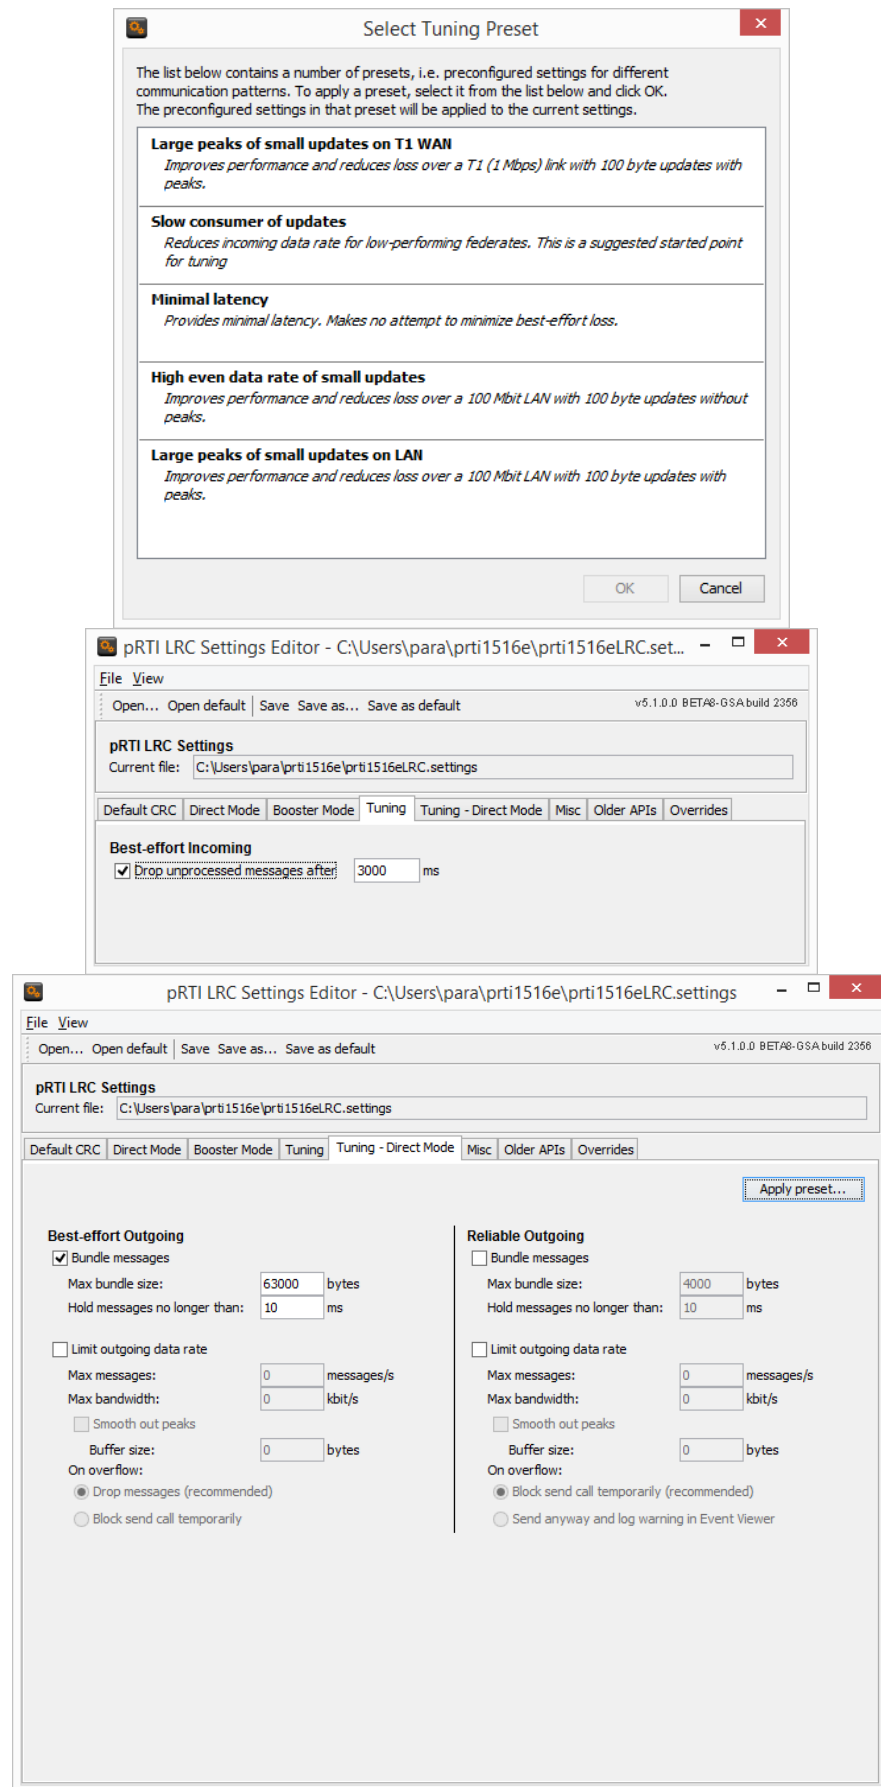 Select Tuning Preset
The list below contains a number of presets, i.e. preconfigured settings for different
communication patterns. To apply a preset, select it from the list below and click OK.
The preconfigured settings in that preset will be applied to the current settings.
Large peaks of small updates on T1 WAN
Improves performance and reduces loss over a T1 (1 Mbps) link with 100 byte updates with
peaks.
Slow consumer of updates
Reduces incoming data rate for low-performing federates. This is a suggested started point
for tuning
Minimal latency
Provides minimal latency. Makes no attempt to minimize best-effort loss.
High even data rate of small updates
Improves performance and reduces loss over a 100 Mbit LAN with 100 byte updates without
peaks.
Large peaks of small updates on LAN
Improves performance and reduces loss over a 100 Mbit LAN with 100 byte updates with
peaks.
OK Cancel
pRTI LRC Settings Editor - C:\Users\para\prti1516e\prti1516eLRC.set...
File View
Open... Open default Save Save as... Save as default v5.1.0.0 BETA8-GSA build 2356
pRTI LRC Settings
Current file: C:\Users\para\prti1516e\prti1516eLRC.settings
Default CRC Direct Mode Booster Mode Tuning Tuning - Direct Mode Misc Older APIs Overrides
Best-effort Incoming
Drop unprocessed messages after 3000 ms
pRTI LRC Settings Editor - C:\Users\para\prti1516e\prti1516eLRC.settings
File View
Open... Open default Save Save as... Save as default v5.1.0.0 BETA8-GSA build 2356
pRTI LRC Settings
Current file: C:\Users\para\prti1516e\prti1516eLRC.settings
Default CRC Direct Mode Booster Mode Tuning Tuning - Direct Mode Misc Older APIs Overrides
Apply preset...
Best-effort Outgoing
Bundle messages
Max bundle size: 63000 bytes
Hold messages no longer than: 10 ms
Limit outgoing data rate
Max messages: 0 messages/s
Max bandwidth: 0 kbit/s
Smooth out peaks
Buffer size: 0 bytes
On overflow:
Drop messages (recommended)
Block send call temporarily
Reliable Outgoing
Bundle messages
Max bundle size: 4000 bytes
Hold messages no longer than: 10 ms
Limit outgoing data rate
Max messages: 0 messages/s
Max bandwidth: 0 kbit/s
Smooth out peaks
Buffer size: 0 bytes
On overflow:
Block send call temporarily (recommended)
Send anyway and log warning in Event Viewer